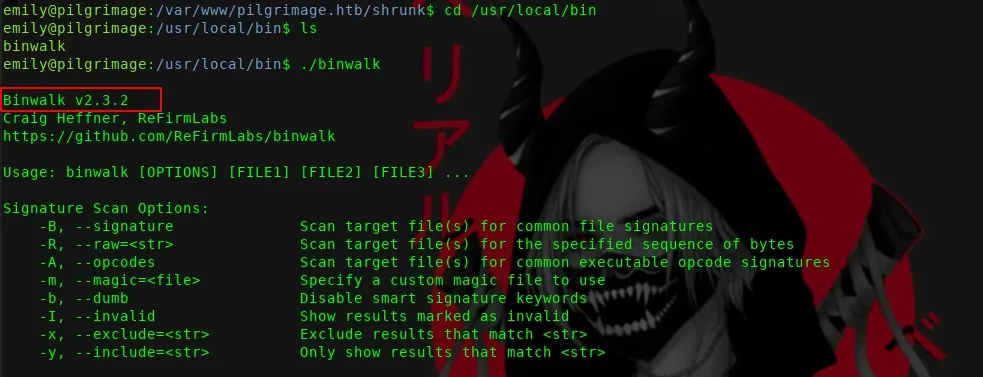 emily@pilgrimage:/var/www/pilgrimage.htb/shrunk$ cd /usr/local/bin
emily@pilgrimage:/usr/local/bin$ ls
binwalk
emily@pilgrimage:/usr/local/bin$ ./binwalk
Binwalk v2.3.2
Craig Heffner, ReFirmLabs
https://github.com/ReFirmLabs/binwalk
Usage: binwalk [OPTIONS] [FILE1] [FILE2] [FILE3] ...
Signature Scan Options:
-B, --signature Scan target file(s) for common file signatures
-R, --raw=<str> Scan target file(s) for the specified sequence of bytes
-A, --opcodes Scan target file(s) for common executable opcode signatures
-m, --magic=<file> Specify a custom magic file to use
-b, --dumb Disable smart signature keywords
-I, --invalid Show results marked as invalid
-x, --exclude=<str> Exclude results that match <str>
-y, --include=<str> Only show results that match <str>
リア